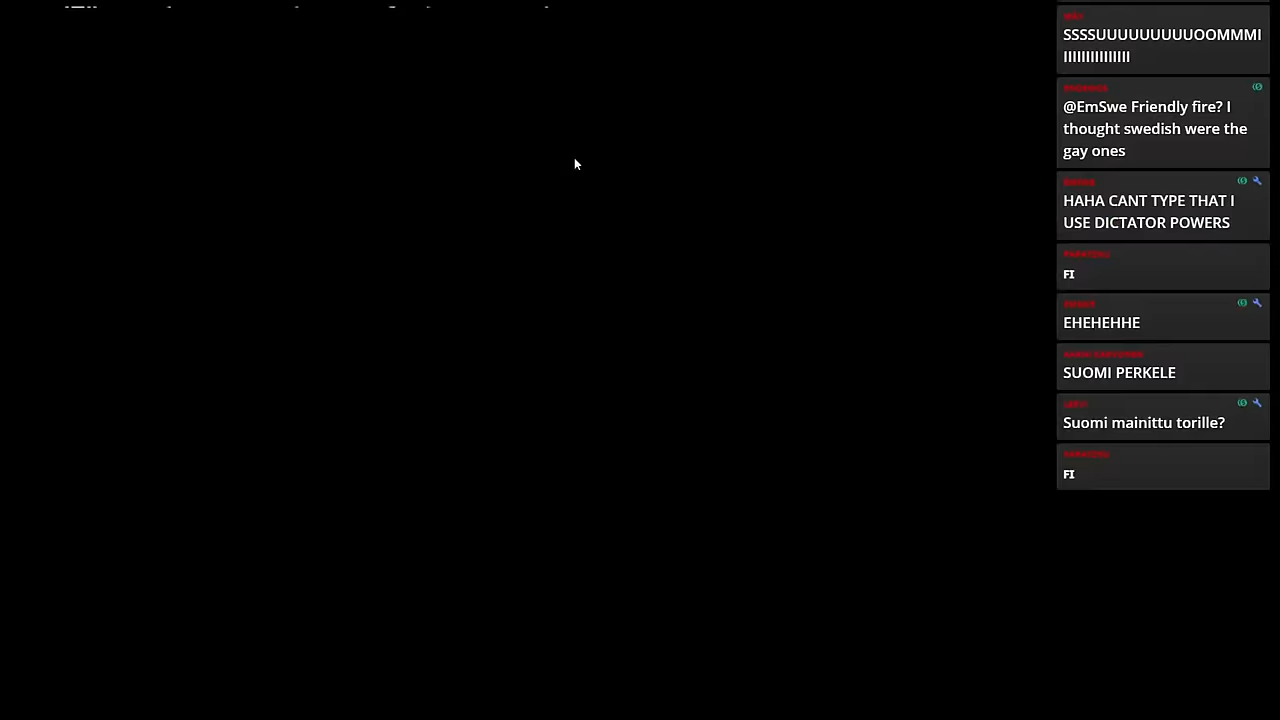 SSSSUUUUUUUUUOOMMMI
IIIIIIIIIIIIIII
@EmSwe Friendly fire? I
thought swedish were the
gay ones
HAHA CANT TYPE THAT I
USE DICTATOR POWERS
FI
EHEHEHHE
SUOMI PERKELE
Suomi mainittu torille?
FI